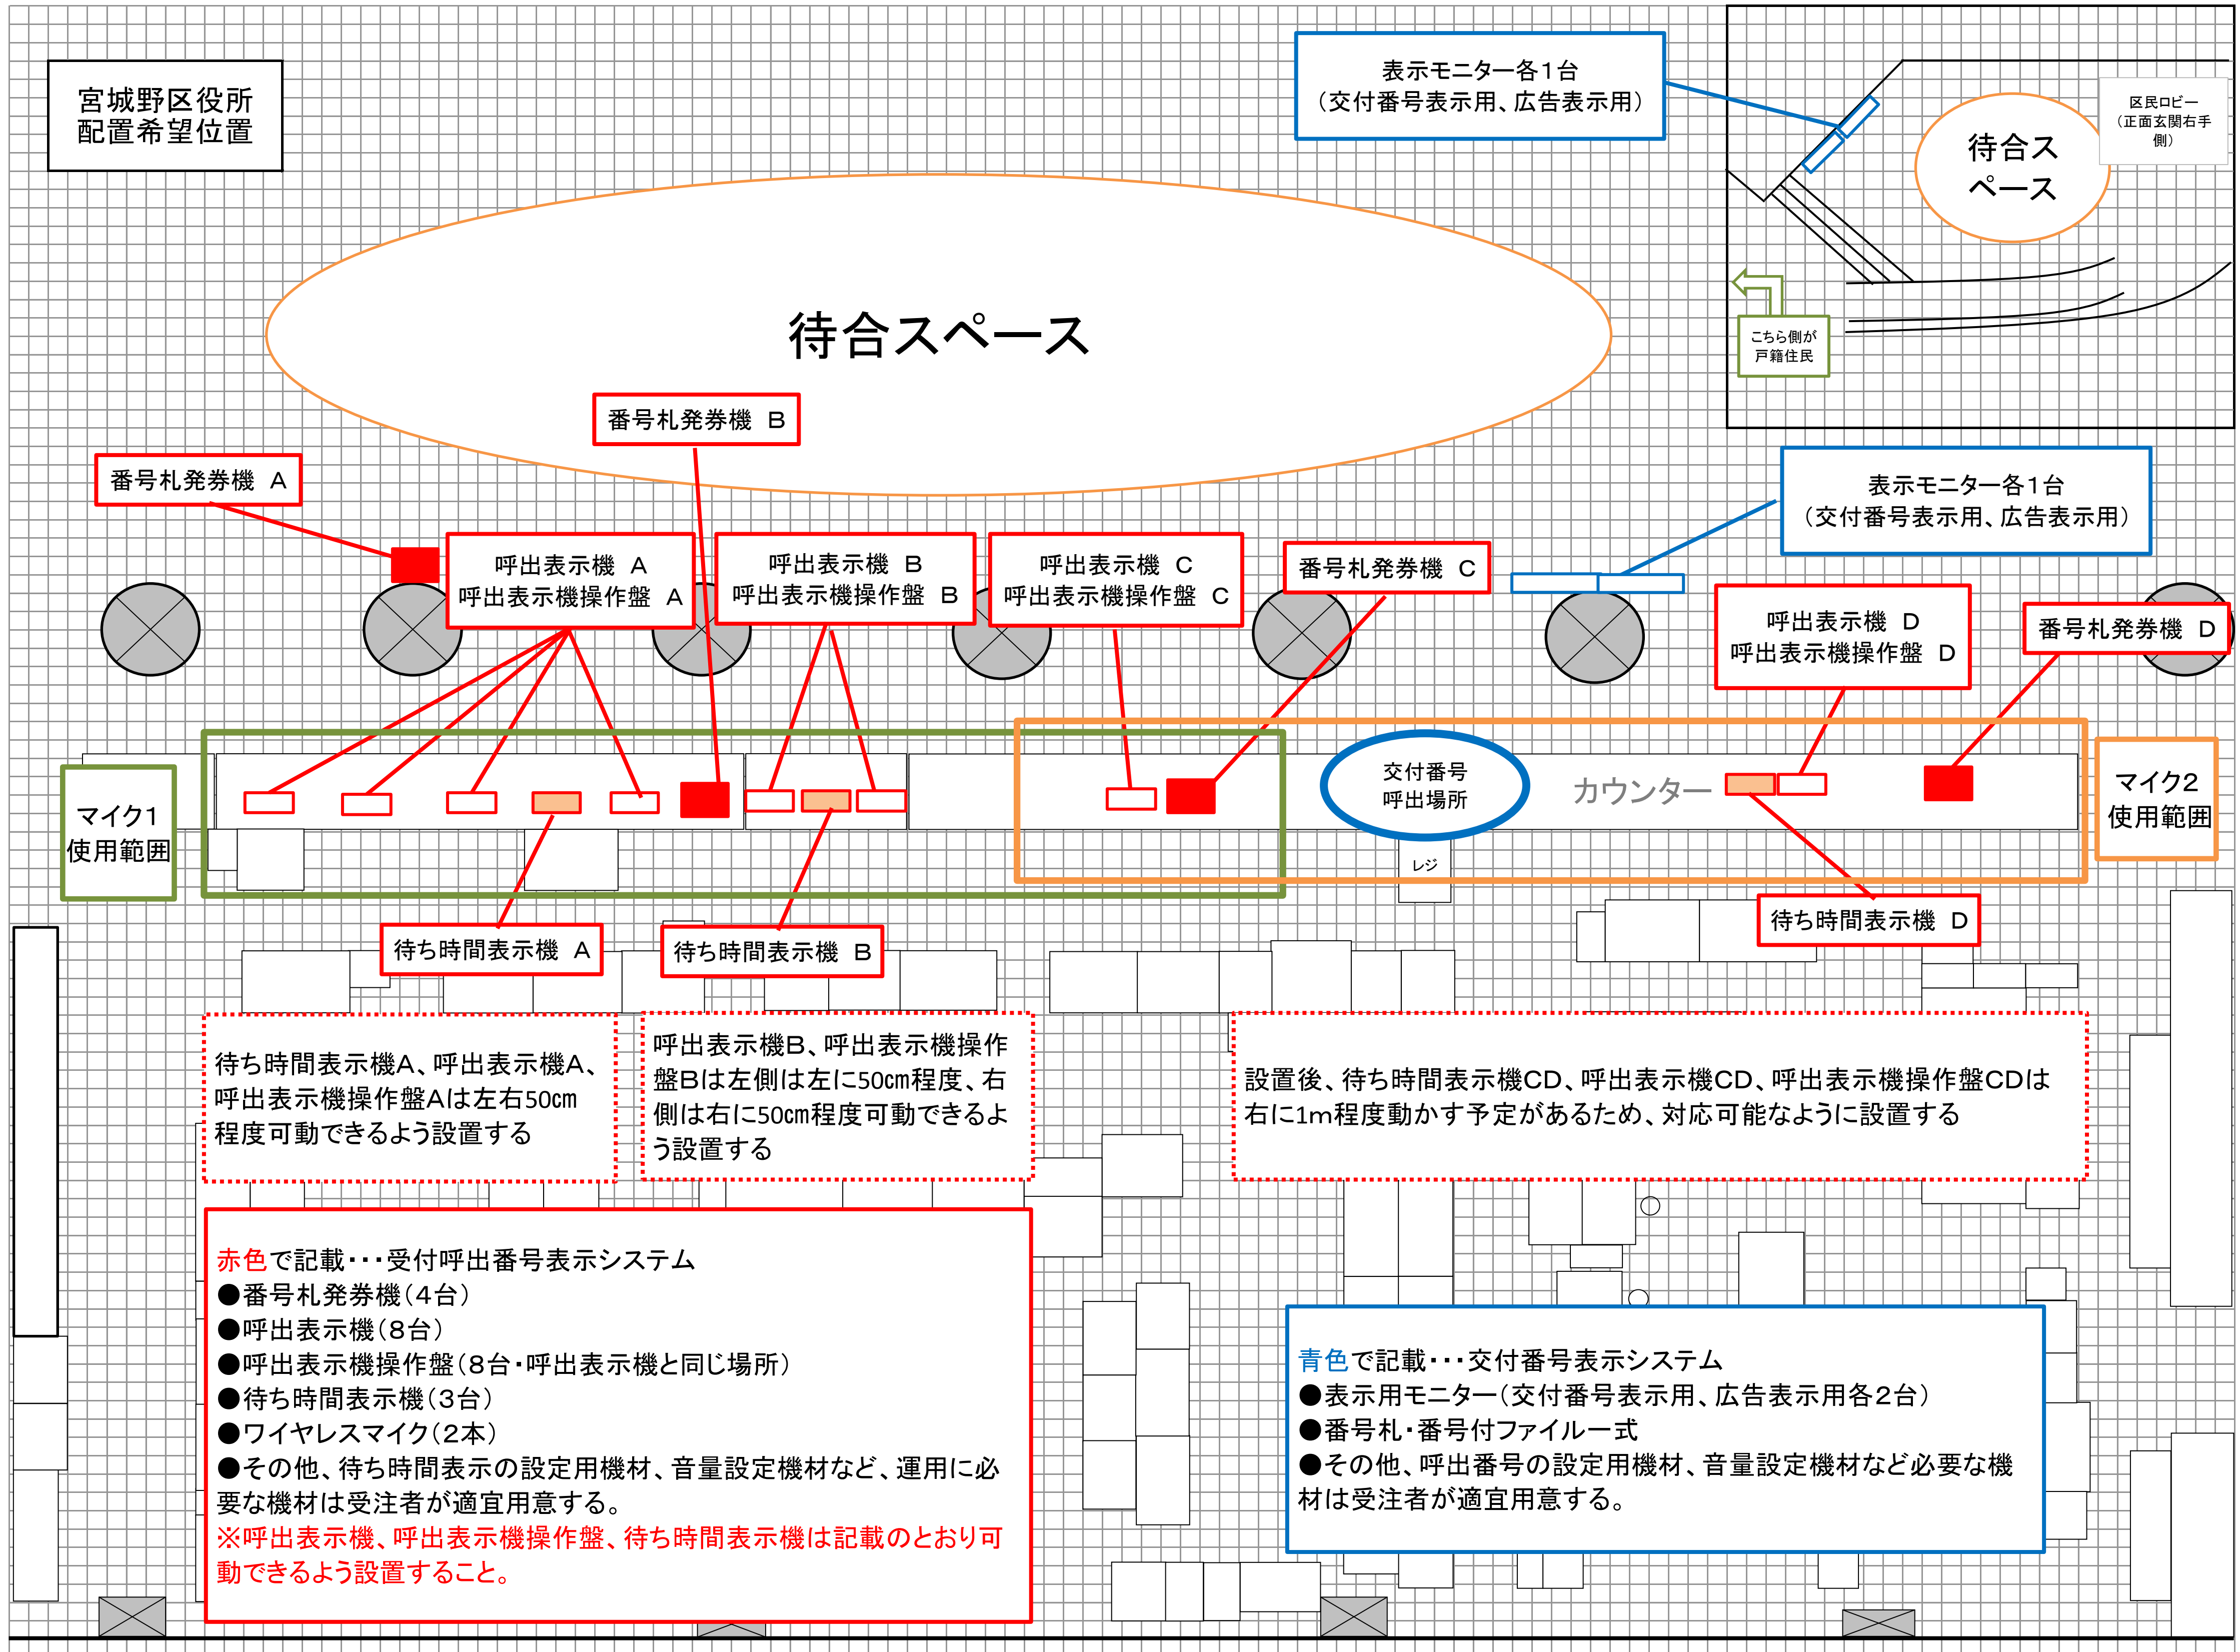 宮城野区役所
配置希望位置
表示モニター各1台
（交付番号表示用、広告表示用）
区民ロビー
（正面玄関右手
側）
待合ス
ペース
こちら側が
戸籍住民
待合スペース
番号札発券機　B
番号札発券機　A
表示モニター各1台
（交付番号表示用、広告表示用）
呼出表示機　A
呼出表示機操作盤　A
呼出表示機　B
呼出表示機操作盤　B
呼出表示機　C
呼出表示機操作盤　C
番号札発券機　C
呼出表示機　D
呼出表示機操作盤　D
番号札発券機　D
マイク1
使用範囲
交付番号
呼出場所
カウンター
マイク2
使用範囲
レジ
待ち時間表示機　A
待ち時間表示機　B
待ち時間表示機　D
待ち時間表示機A、呼出表示機A、
呼出表示機操作盤Aは左右50㎝
程度可動できるよう設置する
呼出表示機B、呼出表示機操作
盤Bは左側は左に50㎝程度、右
側は右に50㎝程度可動できるよ
う設置する
設置後、待ち時間表示機CD、呼出表示機CD、呼出表示機操作盤CDは
右に1m程度動かす予定があるため、対応可能なように設置する
赤色で記載・・・受付呼出番号表示システム
●番号札発券機（4台）
●呼出表示機（8台）
●呼出表示機操作盤（8台・呼出表示機と同じ場所）
●待ち時間表示機（3台）
●ワイヤレスマイク（2本）
●その他、待ち時間表示の設定用機材、音量設定機材など、運用に必
要な機材は受注者が適宜用意する。
※呼出表示機、呼出表示機操作盤、待ち時間表示機は記載のとおり可
動できるよう設置すること。
青色で記載・・・交付番号表示システム
●表示用モニター（交付番号表示用、広告表示用各2台）
●番号札・番号付ファイル一式
●その他、呼出番号の設定用機材、音量設定機材など必要な機
材は受注者が適宜用意する。